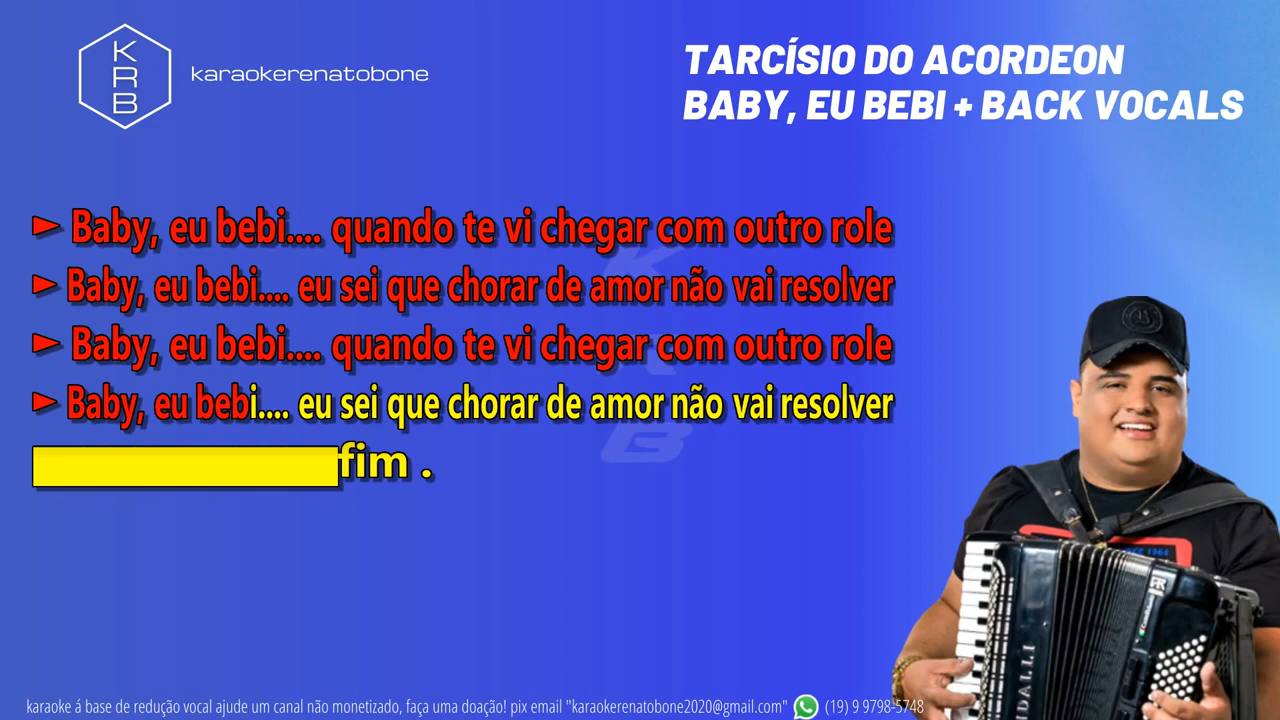 KRB
karaokerenatobone
TARCÍSIO DO ACORDEON
BABY, EU BEBI + BACK VOCALS
► Baby, eu bebi.... quando te vi chegar com outro role
► Baby, eu bebi.... eu sei que chorar de amor não vai resolver
► Baby, eu bebi.... quando te vi chegar com outro role
► Baby, eu bebi.... eu sei que chorar de amor não vai resolver
fim .
KRB
SINCE 1964
karaoke á base de redução vocal ajude um canal não monetizado, faça uma doação! pix email "karaokerenatobone2020@gmail.com" (19) 9 9798-5748